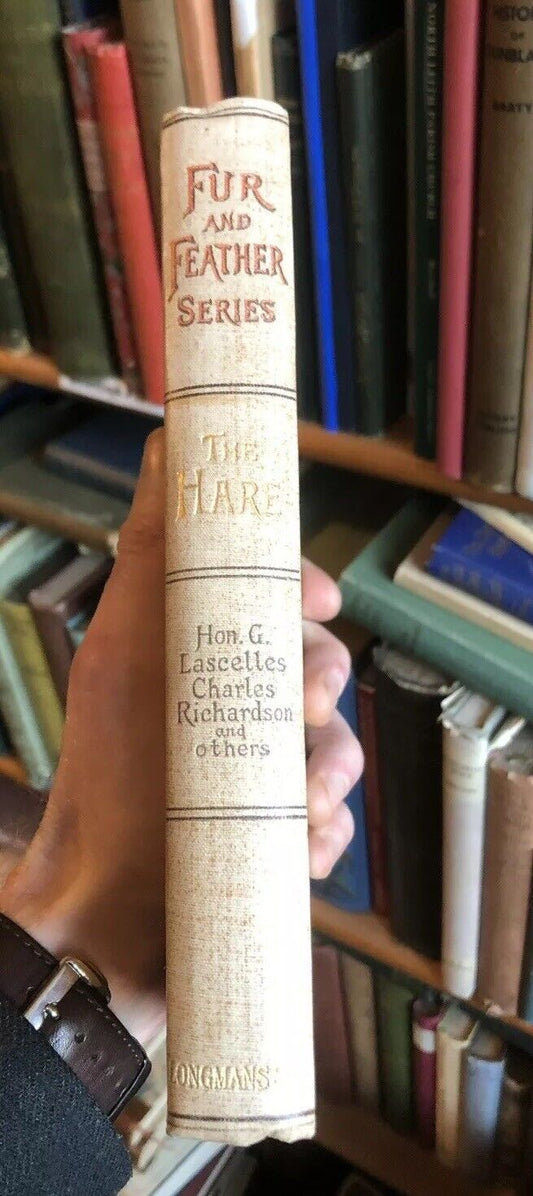 FUR
AND
FEATHER
SERIES
THE
HARE
Hon. G.
Lascelles
Charles
Richardson
and
others
LONGMANS